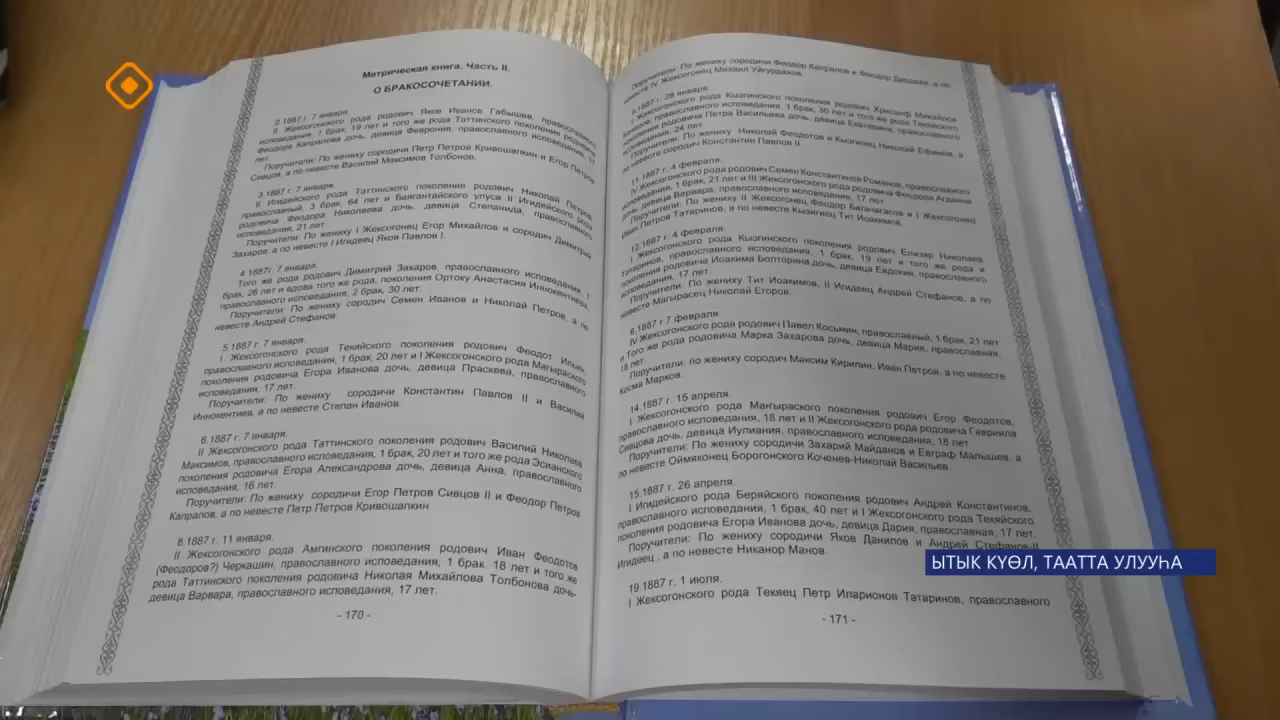 Метрическая книга. Часть II.
О БРАКОСОЧЕТАНИИ.
2.1887 г. 7 января.
II Жексогонского рода родович Яков Иванов Габышев, православного
исповедания, 1 брак, 19 лет и того же рода Таттинского поколения родовича
Феодора Капралова дочь, девица Феврония, православного исповедания, 17
лет.
Поручители: По жениху сородичи Петр Петров Кривошапкин и Егор Петров
Сивцов, а по невесте Василий Максимов Толбонов.
3.1887 г. 7 января.
II Игидейского рода Таттинского поколения родович Николай Петров,
православный, 3 брак, 64 лет и Баягантайского улуса II Игидейского рода
родовича Феодора Николаева дочь, девица Степанида, православного
исповедания, 21 лет.
Поручители: По жениху I Жексогонец Егор Михайлов и сородич Димитрий
Захаров, а по невесте I Игидеец Яков Павлов I.
4.1887г. 7 января.
Того же рода родович Димитрий Захаров, православного исповедания, 1
брак, 26 лет и вдова того же рода, поколения Ортоку Анастасия Иннокентиева,
православного исповедания, 2 брак, 30 лет.
Поручители: По жениху сородич Семен Иванов и Николай Петров, а по
невесте Андрей Стефанов.
5.1887 г. 7 января.
I Жексогонского рода Текяйского поколения родович Феодот Ильин,
православного исповедания, 1 брак, 20 лет и I Жексогонского рода Магыраского
поколения родовича Егора Иванова дочь, девица Праскева, православного
исповедания, 17 лет.
Поручители: По жениху сородичи Константин Павлов II и Василий
Иннокентиев, а по невесте Степан Иванов.
6.1887 г. 7 января.
II Жексогонского рода Таттинского поколения родович Василий Николаев
Максимов, православного исповедания, 1 брак, 20 лет и того же рода Эсианского
поколения родовича Егора Александрова дочь, девица Анна, православного
исповедания, 16 лет.
Поручители: По жениху сородичи Егор Петров Сивцов II и Феодор Петров
Капралов, а по невесте Петр Петров Кривошапкин.
8.1887 г. 11 января.
II Жексогонского рода Ампинского поколения родович Иван Феодотов
(Феодоров?) Черкашин, православного исповедания, 1 брак. 18 лет и того же
рода Таттинского поколения родовича Николая Михайлова Толбонова дочь-
девица Варвара, православного исповедания, 17 лет.
- 170 -
Поручители: По жениху сородичи Феодор Капралов и Феодор Дьядаев, а по
невесте IV Жексогонец Михаил Уйгурдахов.
9.1887 г. 28 января.
I Жексогонского рода Кызгинского поколения родович Хрисанф Михайлов
православного исповедания, 1 брак, 30 лет и того же рода Текяйского
поколения родовича Петра Васильева дочь, девица Екатарина, православного
исповедания, 24 лет.
Поручители: По жениху Николай Феодотов и Кызгинец Николай Ефимов, а
по невесте сородич Константин Павлов II.
11.1887 г. 4 февраля.
IV Жексогонского рода родович Семен Константинов Романов, православного
исповедания, 1 брак, 21 лет и III Жексогонского рода родовича Феодора Агдаина
дочь, девица Варвара, православного исповедания, 17 лет
Поручители: По жениху II Жексогонец Феодор Багачагаков и I Жексогонец
Иван Петров Татаринов, а по невесте Кызигиец Тит Иоакимов.
12.1887 г. 4 февраля.
I Жексогонского рода Кызгинского поколения родович Елизар Николаев
Татаринов, православного исповедания, 1 брак, 19 лет и того же рода и
поколения родовича Иоакима Болторина дочь, девица Евдокия, православного
исповедания, 17 лет.
Поручители: По жениху Тит Иоакимов, II Игидеец Андрей Стефанов, а по
невесте Магырасец Николай Егоров.
6.1887 г 7 февраля.
IV Жексогонского рода родович Павел Косьмин, православный, 1 брак, 21 лет
и Того же рода родовича Марка Захарова дочь, девица Мария, православная.
18 лет.
Поручители: по жениху сородич Максим Кирилин, Иван Петров, а по невесте
Косма Марков.
14.1887 г. 15 апреля.
I Жексогонского рода Маҥыраского поколения родович Егор Феодотов,
православного исповедания, 18 лет и II Жексогонского рода родовича Гавриила
Сивцова дочь, девица Иулиания, православного исповедания, 18 лет.
Поручители: По жениху сородичи Захарий Майданов и Евграф Малышев, а
по невесте Оймяконец Борогонского Коченев-Николай Васильев.
15.1887 г. 26 апреля.
I Игидейского рода Беряйского поколения родович Андрей Константинов,
православного исповедания, 1 брак, 40 лет и I Жексогонского рода Текяйского
поколения родовича Егора Иванова дочь, девица Дария, православная, 17 лет.
Поручители: По жениху сородичи Яков Данилов и Андрей Стефанов-II
Игидеец , а по невесте Никанор Манов.
19.1887 г. 1 июля.
I Жексогонского рода Текяец Петр Иларионов Татаринов, православного
- 171 -
ЫТЫК КҮӨЛ, ТААТТА УЛУУҺА